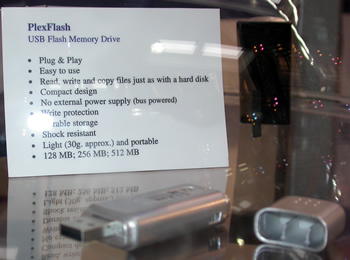 PlexFlash
USB Flash Memory Drive
• Plug & Play
• Easy to use
• Read, write and copy files just as with a hard disk
• Compact design
• No external power supply (bus powered)
• Write protection
• rable storage
• Shock resistant
• Light (30g. approx.) and portable
• 128 MB; 256 MB; 512 MB